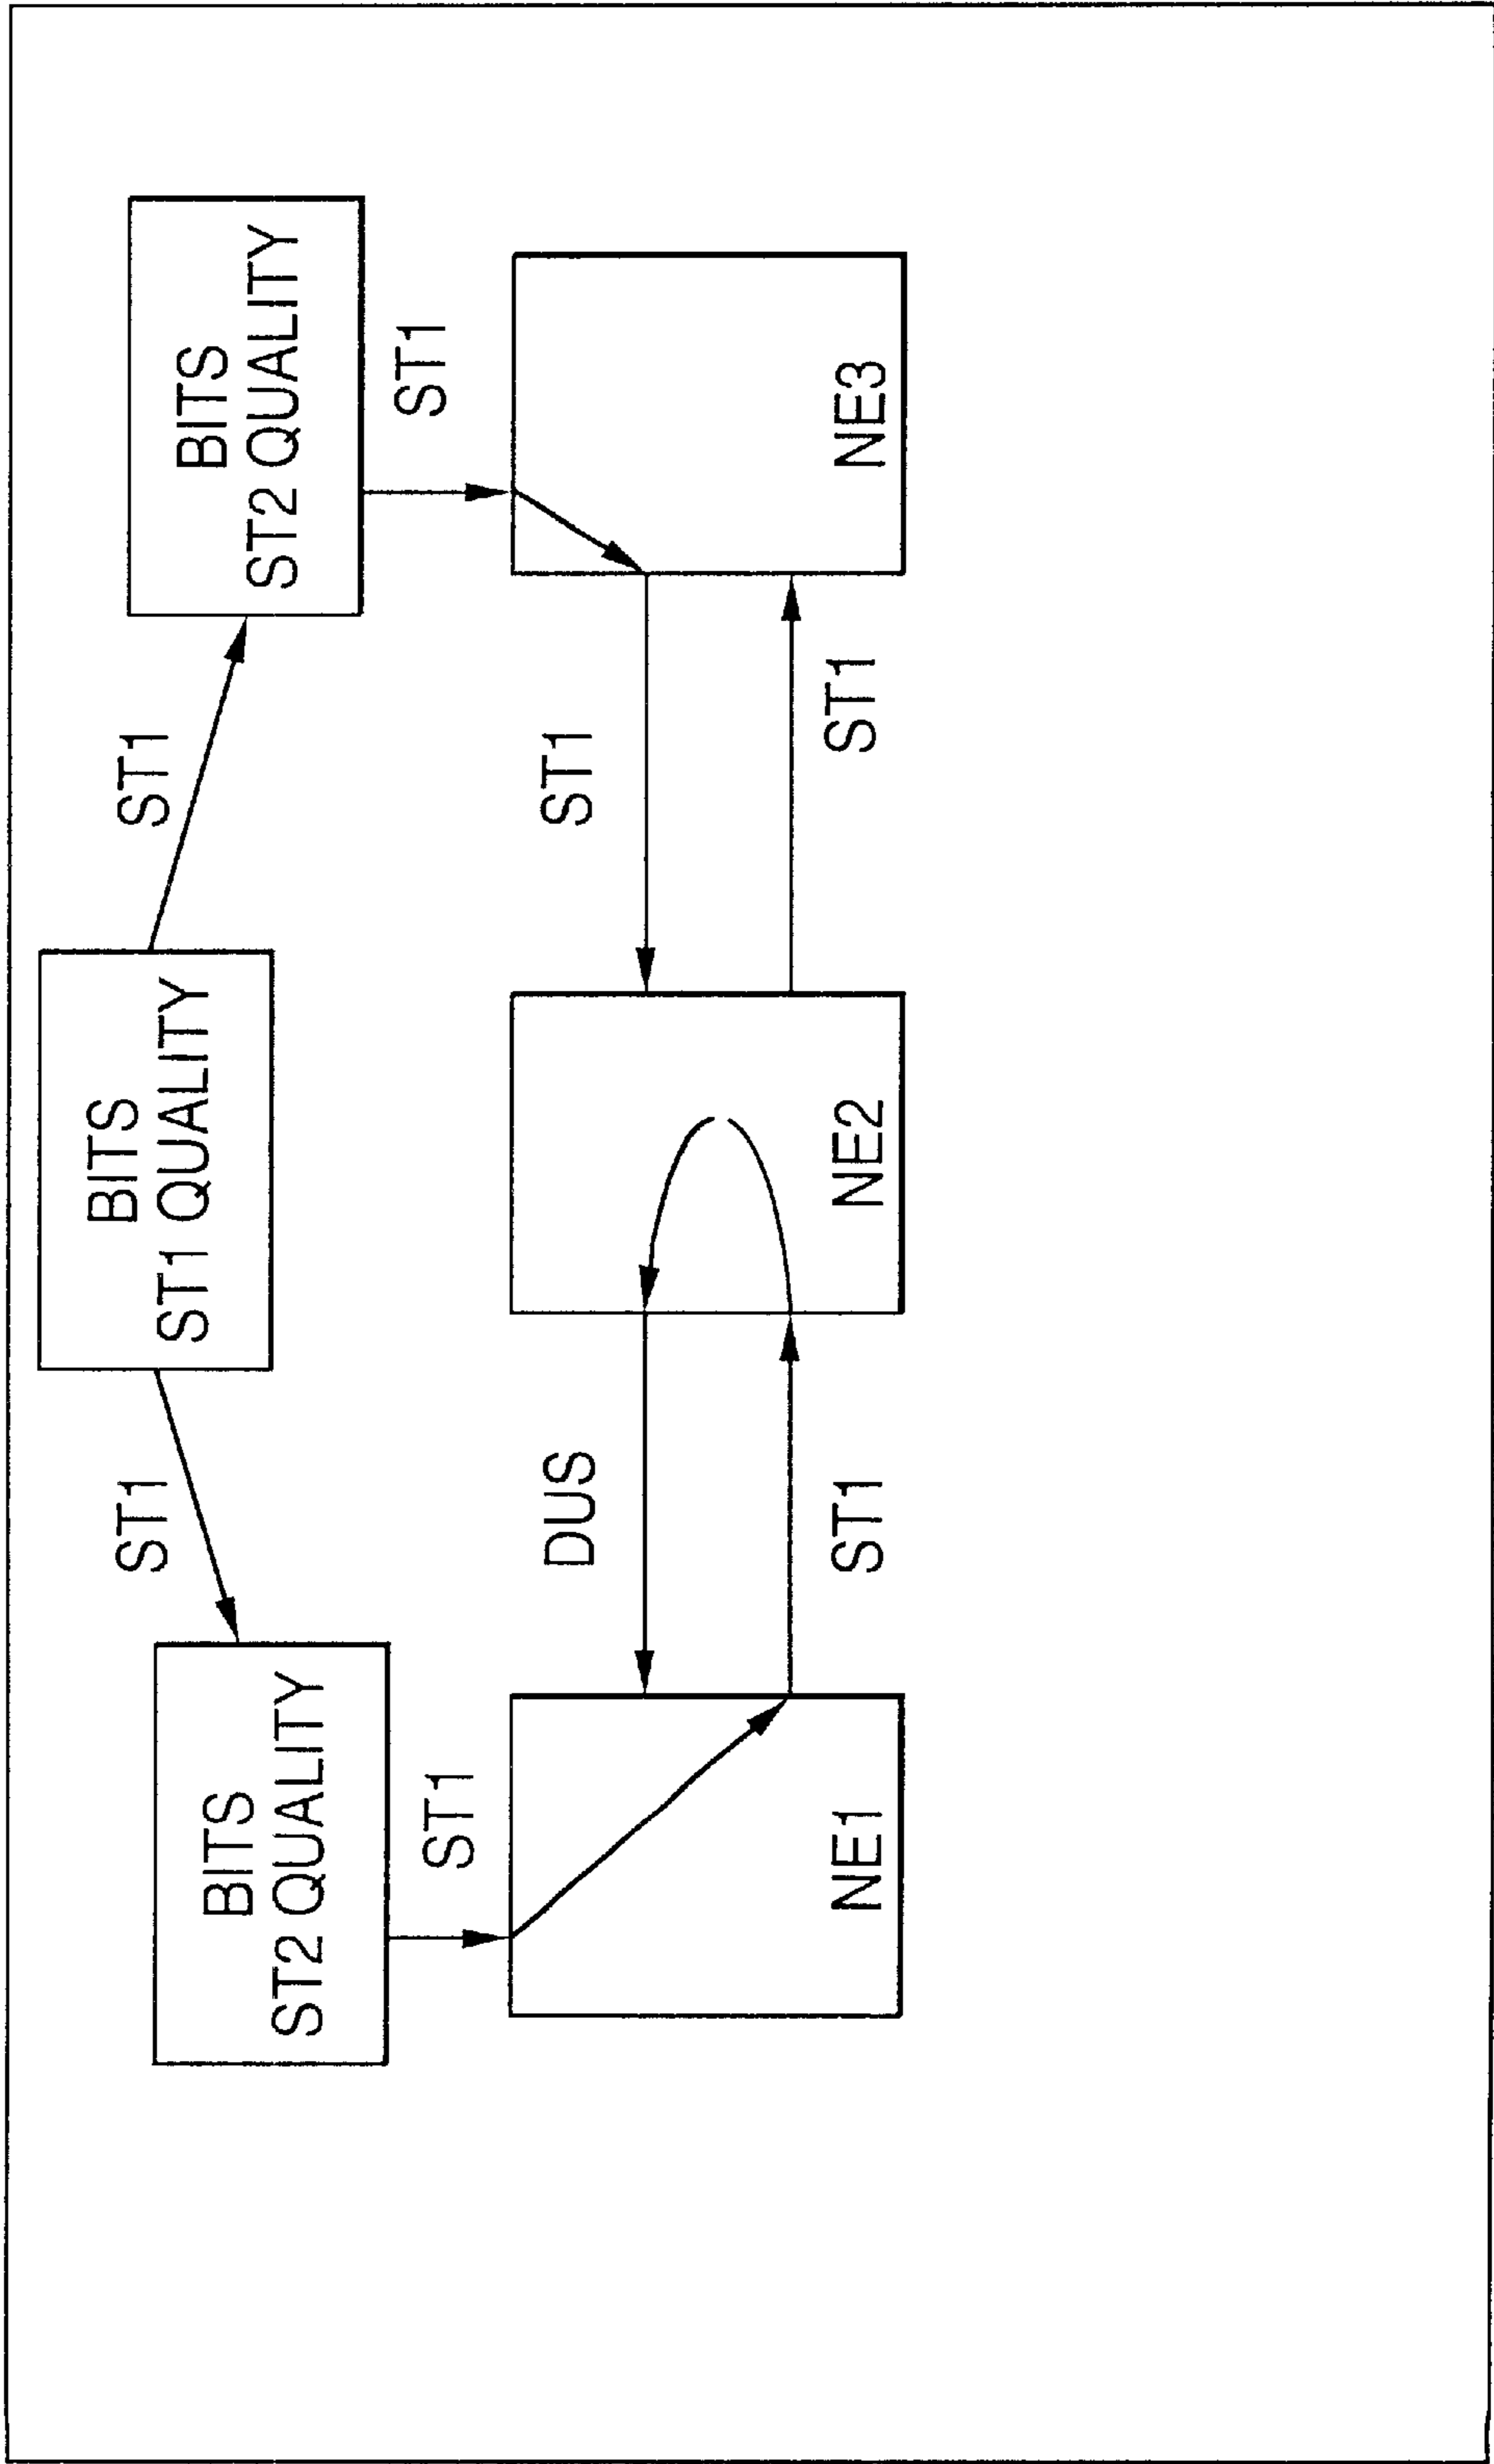 BITS
ST1 QUALITY
ST1
ST1
BITS
ST2 QUALITY
BITS
ST2 QUALITY
ST1
ST1
DUS
ST1
ST1
ST1
NE1
NE2
NE3